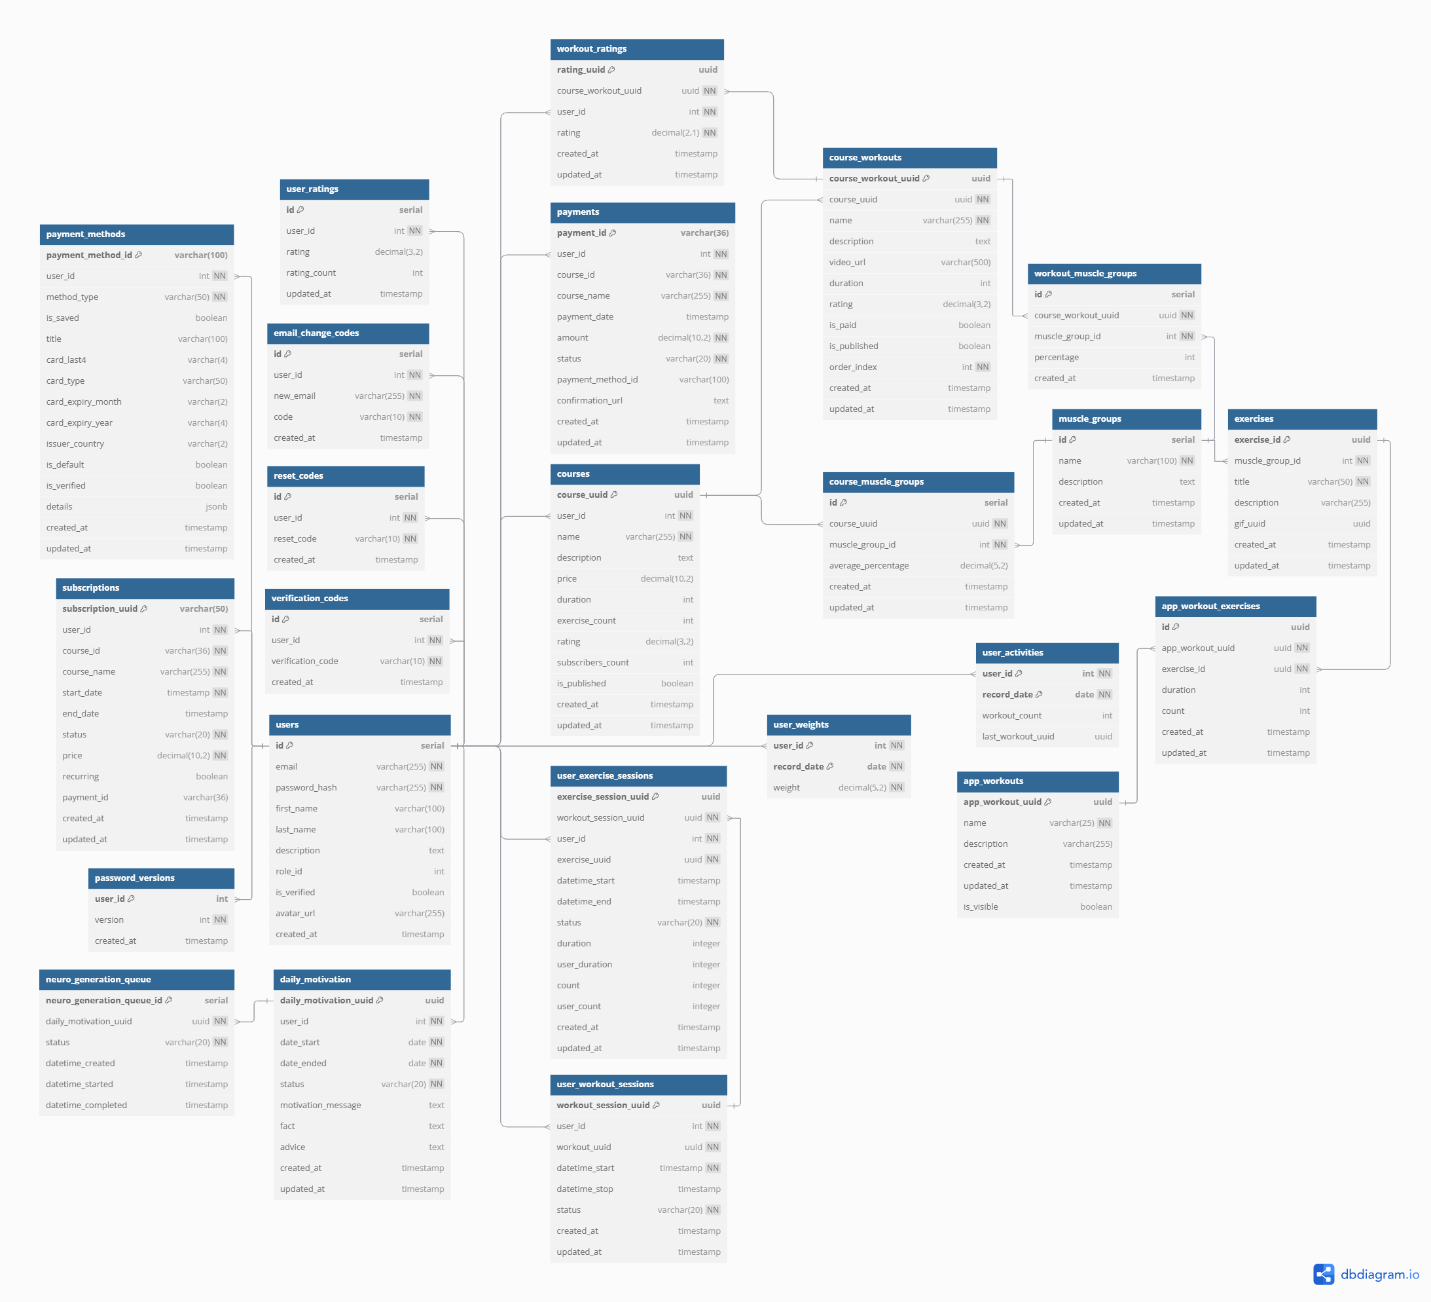 workout_ratings
rating_uuid uuid
course_workout_uuid uuid NN
user_id int NN
rating decimal(2,1) NN
created_at timestamp
updated_at timestamp
course_workouts
course_workout_uuid uuid
course_uuid uuid NN
name varchar(255) NN
description text
video_url varchar(500)
duration int
rating decimal(3,2)
is_paid boolean
is_published boolean
order_index int NN
created_at timestamp
updated_at timestamp
user_ratings
id serial
user_id int NN
rating decimal(3,2)
rating_count int
updated_at timestamp
payments
payment_id varchar(36)
user_id int NN
course_id varchar(36) NN
course_name varchar(255) NN
payment_date timestamp
amount decimal(10,2) NN
status varchar(20) NN
payment_method_id varchar(100)
confirmation_url text
created_at timestamp
updated_at timestamp
payment_methods
payment_method_id varchar(100)
user_id int NN
method_type varchar(50) NN
is_saved boolean
title varchar(100)
card_last4 varchar(4)
card_type varchar(50)
card_expiry_month varchar(2)
card_expiry_year varchar(4)
issuer_country varchar(2)
is_default boolean
is_verified boolean
details jsonb
created_at timestamp
updated_at timestamp
workout_muscle_groups
id serial
course_workout_uuid uuid NN
muscle_group_id int NN
percentage int
created_at timestamp
email_change_codes
id serial
user_id int NN
new_email varchar(255) NN
code varchar(10) NN
created_at timestamp
muscle_groups
id serial
name varchar(100) NN
description text
created_at timestamp
updated_at timestamp
exercises
exercise_id uuid
muscle_group_id int NN
title varchar(50) NN
description varchar(255)
gif_uuid uuid
created_at timestamp
updated_at timestamp
reset_codes
id serial
user_id int NN
reset_code varchar(10) NN
created_at timestamp
courses
course_uuid uuid
user_id int NN
name varchar(255) NN
description text
price decimal(10,2)
duration int
exercise_count int
rating decimal(3,2)
subscribers_count int
is_published boolean
created_at timestamp
updated_at timestamp
course_muscle_groups
id serial
course_uuid uuid NN
muscle_group_id int NN
average_percentage decimal(5,2)
created_at timestamp
updated_at timestamp
subscriptions
subscription_uuid varchar(50)
user_id int NN
course_id varchar(36) NN
course_name varchar(255) NN
start_date timestamp NN
end_date timestamp
status varchar(20) NN
price decimal(10,2) NN
recurring boolean
payment_id varchar(36)
created_at timestamp
updated_at timestamp
verification_codes
id serial
user_id int NN
verification_code varchar(10) NN
created_at timestamp
app_workout_exercises
id uuid
app_workout_uuid uuid NN
exercise_id uuid NN
duration int
count int
created_at timestamp
updated_at timestamp
user_activities
user_id int NN
record_date date NN
workout_count int
last_workout_uuid uuid
users
id serial
email varchar(255) NN
password_hash varchar(255) NN
first_name varchar(100)
last_name varchar(100)
description text
role_id int
is_verified boolean
avatar_url varchar(255)
created_at timestamp
user_weights
user_id int NN
record_date date NN
weight decimal(5,2) NN
user_exercise_sessions
exercise_session_uuid uuid
workout_session_uuid uuid NN
user_id int NN
exercise_uuid uuid NN
datetime_start timestamp
datetime_end timestamp
status varchar(20) NN
duration integer
user_duration integer
count integer
user_count integer
created_at timestamp
updated_at timestamp
app_workouts
app_workout_uuid uuid
name varchar(25) NN
description varchar(255)
created_at timestamp
updated_at timestamp
is_visible boolean
password_versions
user_id int
version int NN
created_at timestamp
neuro_generation_queue
neuro_generation_queue_id serial
daily_motivation_uuid uuid NN
status varchar(20) NN
datetime_created timestamp
datetime_started timestamp
datetime_completed timestamp
daily_motivation
daily_motivation_uuid uuid
user_id int NN
date_start date NN
date_ended date NN
status varchar(20) NN
motivation_message text
fact text
advice text
created_at timestamp
updated_at timestamp
user_workout_sessions
workout_session_uuid uuid
user_id int NN
workout_uuid uuid NN
datetime_start timestamp NN
datetime_stop timestamp
status varchar(20) NN
created_at timestamp
updated_at timestamp
dbdiagram.io